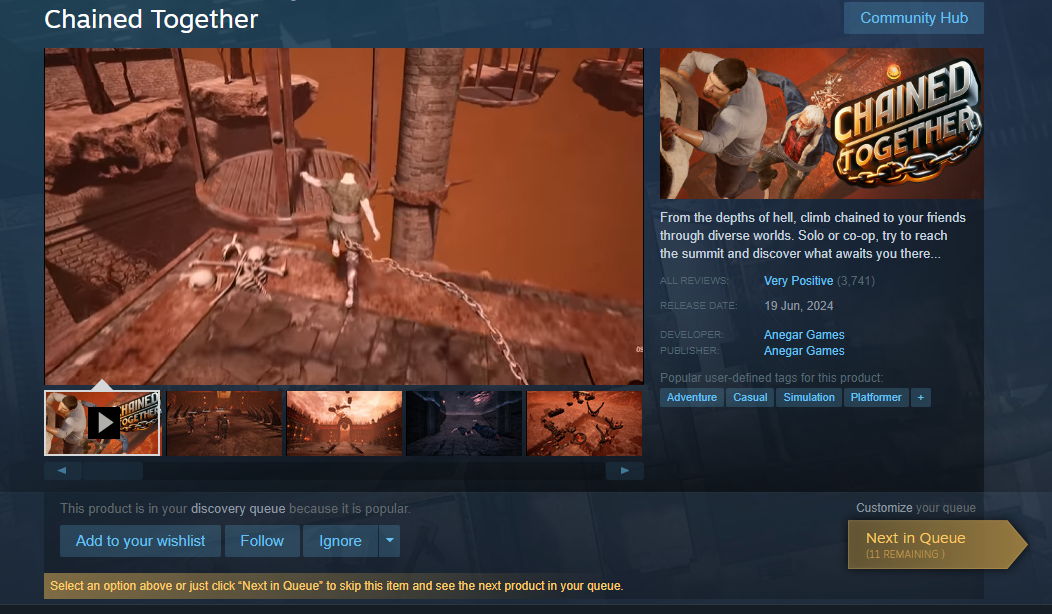 Chained Together
Community Hub
CHAINED
TOGETHER
From the depths of hell, climb chained to your friends
through diverse worlds. Solo or co-op, try to reach
the summit and discover what awaits you there...
ALL REVIEWS: Very Positive (3,741)
RELEASE DATE: 19 Jun, 2024
DEVELOPER: Anegar Games
PUBLISHER: Anegar Games
Popular user-defined tags for this product:
Adventure Casual Simulation Platformer +
CHAINED
TOGETHER
This product is in your discovery queue because it is popular.
Add to your wishlist Follow Ignore
Customize your queue
Next in Queue
(11 REMAINING )
Select an option above or just click “Next in Queue” to skip this item and see the next product in your queue.